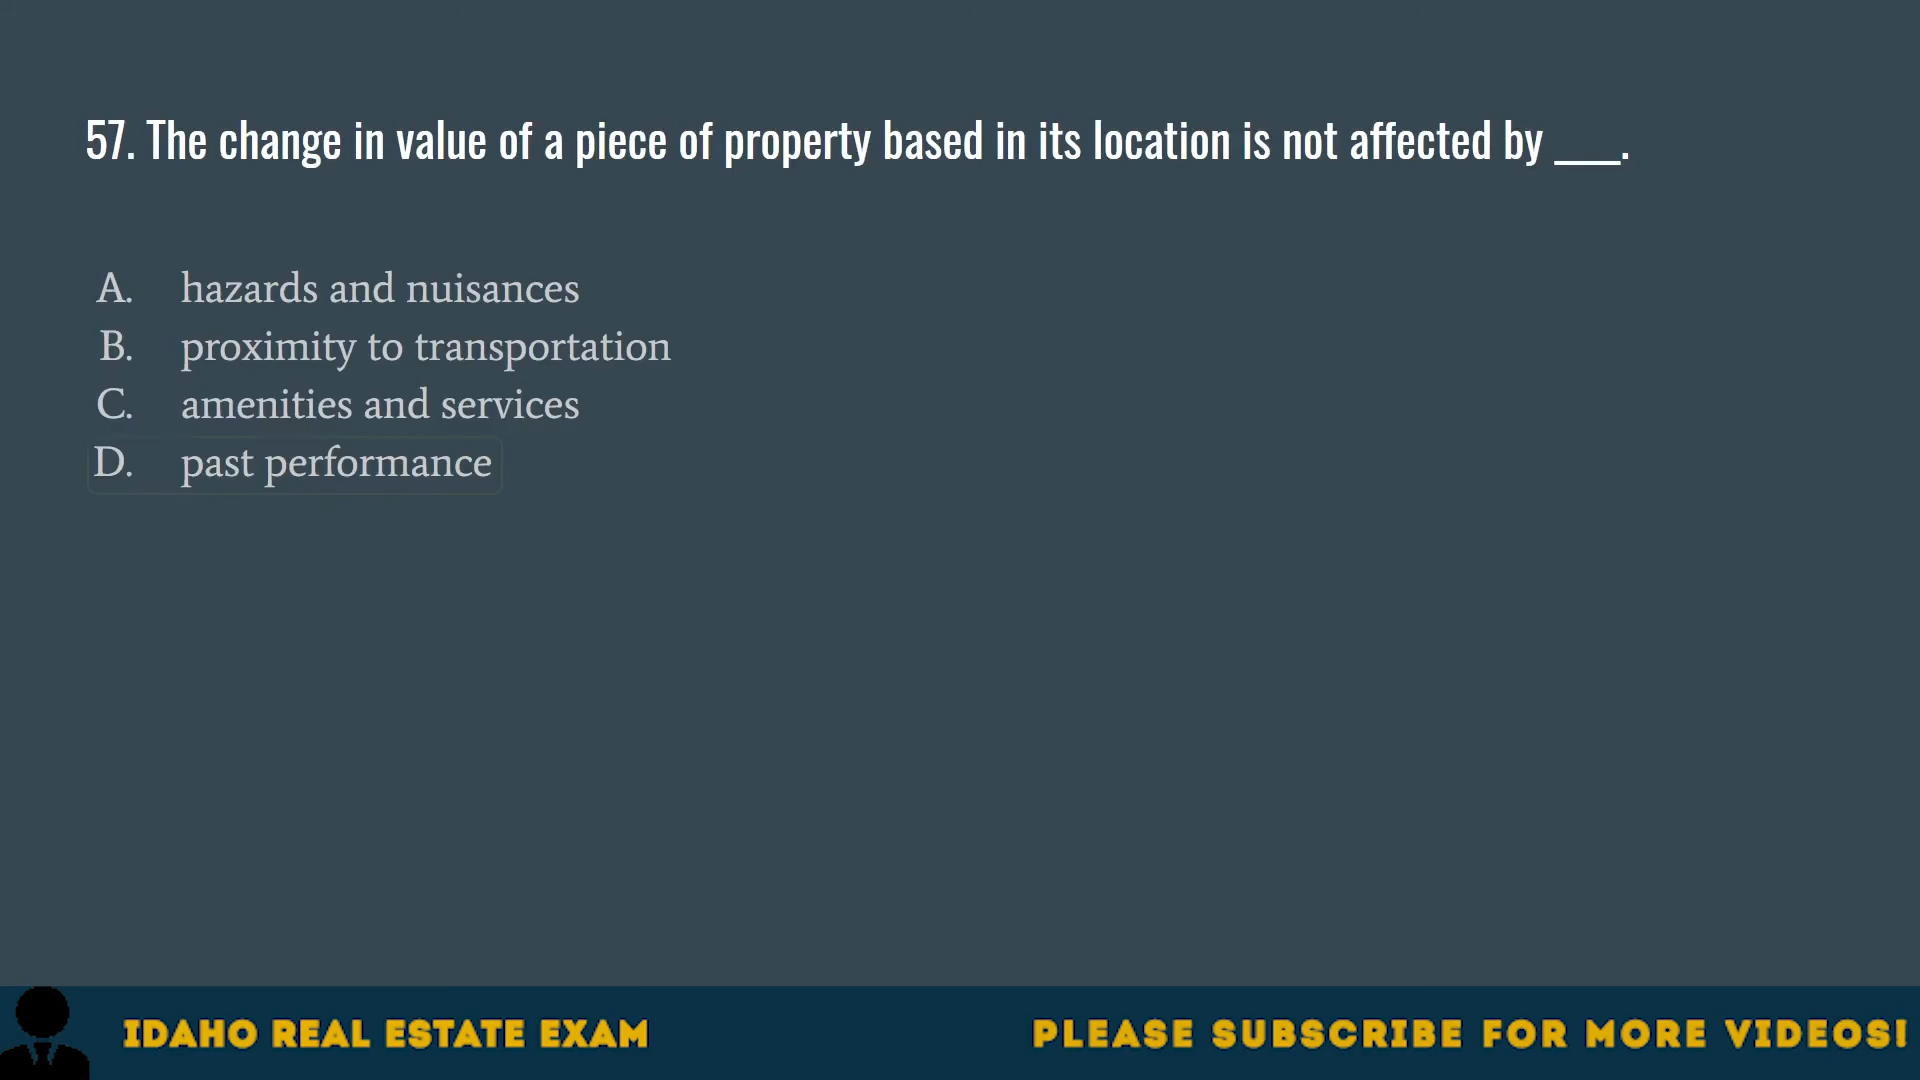 57. The change in value of a piece of property based in its location is not affected by ____.
A. hazards and nuisances
B. proximity to transportation
C. amenities and services
D. past performance
IDAHO REAL ESTATE EXAM
PLEASE SUBSCRIBE FOR MORE VIDEOS!